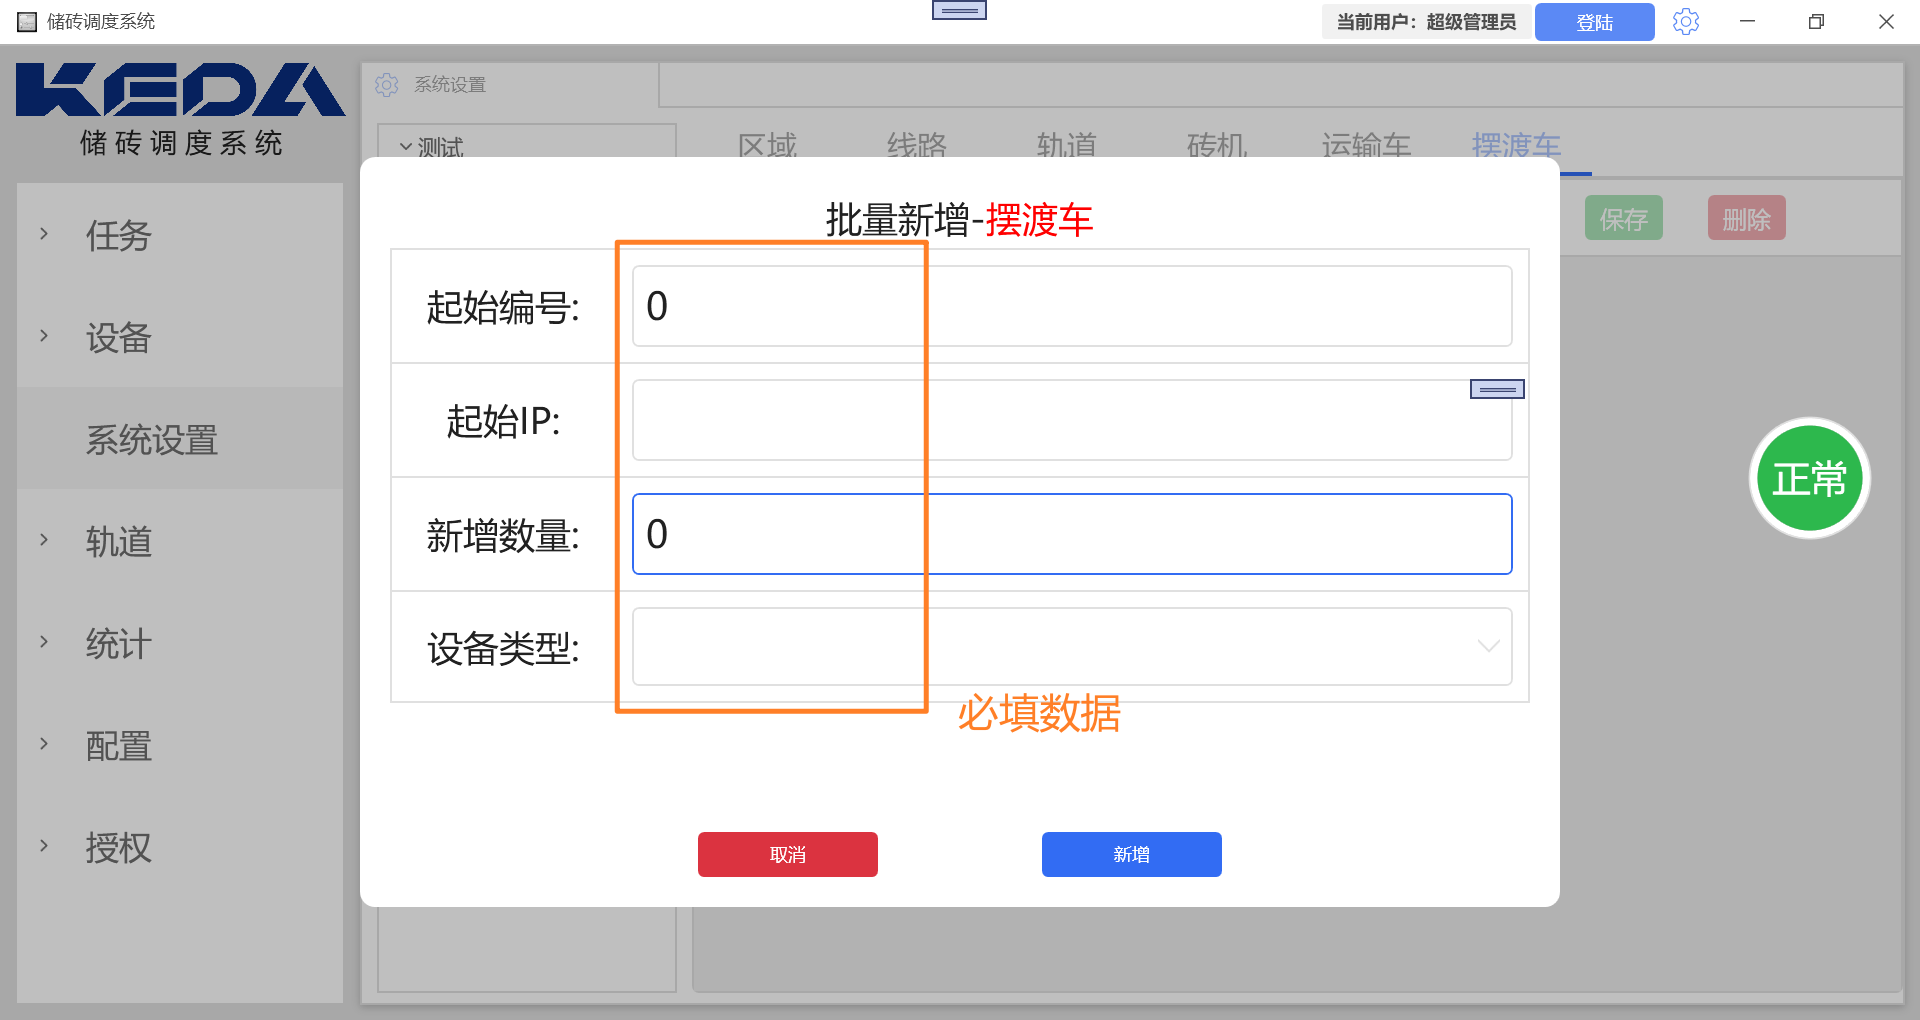 储砖调度系统
当前用户：超级管理员
登陆
KEDA
储砖调度系统
系统设置
测试
区域
线路
轨道
砖机
运输车
摆渡车
保存
删除
任务
设备
系统设置
轨道
统计
配置
授权
批量新增-摆渡车
起始编号:
0
起始IP:
新增数量:
0
设备类型:
必填数据
取消
新增
正常